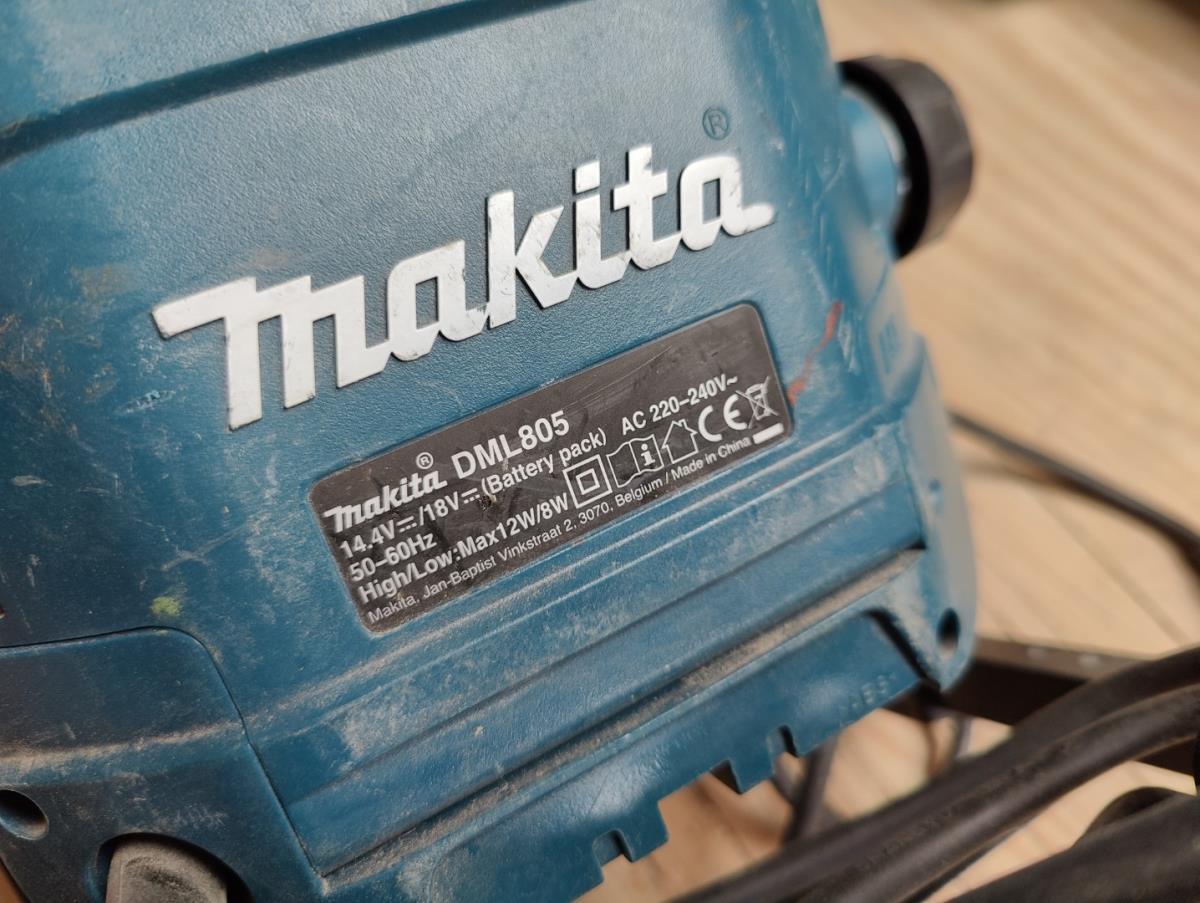 makita®
makita® DML805
14.4V⎓/18V⎓(Battery pack) AC 220–240V~
50–60Hz
High/Low:Max12W/8W
Makita, Jan-Baptist Vinkstraat 2, 3070, Belgium / Made in China
CE